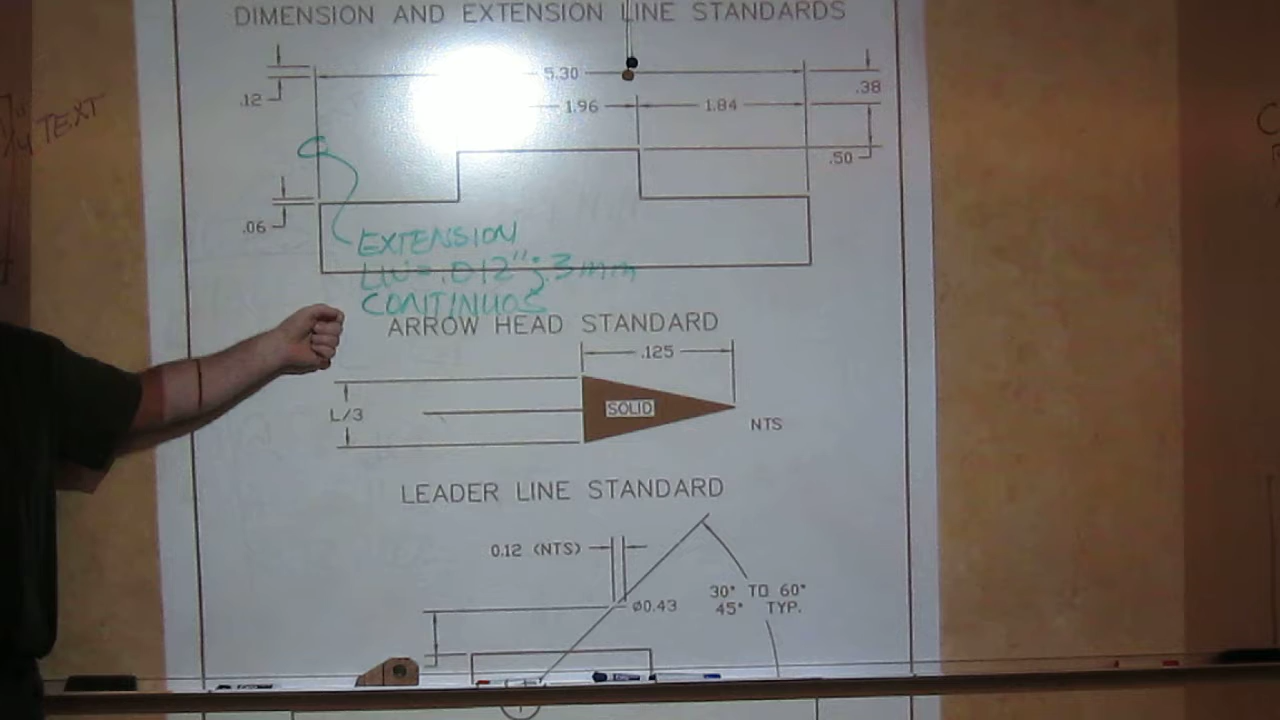 DIMENSION AND EXTENSION LINE STANDARDS
5.30
.12
.38
1.96
1.84
.50
TEXT
.06
EXTENSION
LW = .012" ; .3mm
CONTINUOS
ARROW HEAD STANDARD
.125
L/3
SOLID
NTS
LEADER LINE STANDARD
0.12 (NTS)
30° TO 60°
ø0.43
45° TYP.